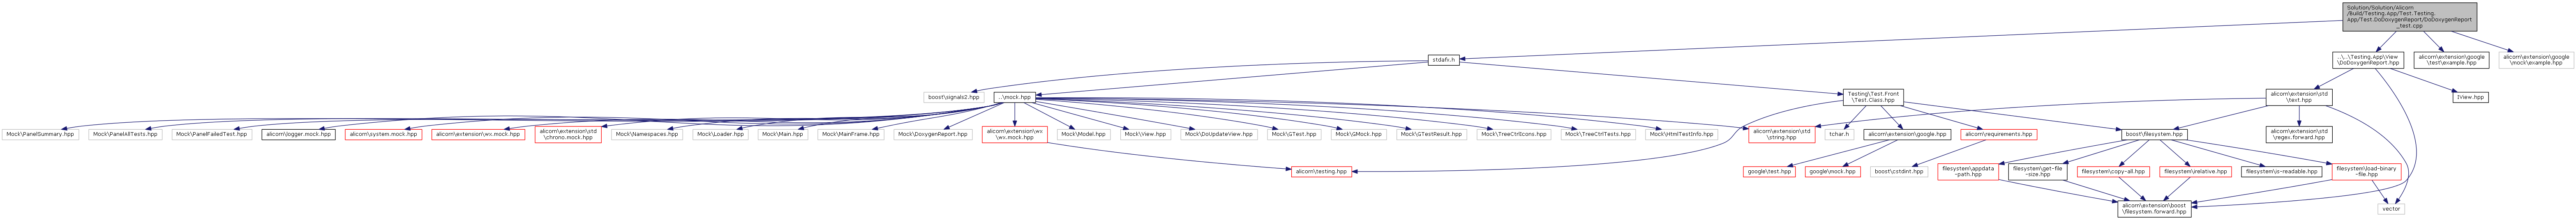 Solution/Solution/Alicorn
/Build/Testing.App/Test.Testing.
App/Test.DoDoxygenReport/DoDoxygenReport
_test.cpp
stdafx.h
..\..\Testing.App\View
\DoDoxygenReport.hpp
alicorn\extension\google
\test\example.hpp
alicorn\extension\google
\mock\example.hpp
boost\signals2.hpp
..\mock.hpp
Testing\Test.Front
\Test.Class.hpp
alicorn\extension\std
\text.hpp
IView.hpp
Mock\PanelSummary.hpp
Mock\PanelAllTests.hpp
Mock\PanelFailedTest.hpp
alicorn\logger.mock.hpp
alicorn\system.mock.hpp
alicorn\extension\wx.mock.hpp
alicorn\extension\std
\chrono.mock.hpp
Mock\Namespaces.hpp
Mock\Loader.hpp
Mock\Main.hpp
Mock\MainFrame.hpp
Mock\DoxygenReport.hpp
alicorn\extension\wx
\wx.mock.hpp
Mock\Model.hpp
Mock\View.hpp
Mock\DoUpdateView.hpp
Mock\GTest.hpp
Mock\GMock.hpp
Mock\GTestResult.hpp
Mock\TreeCtrlIcons.hpp
Mock\TreeCtrlTests.hpp
Mock\HtmlTestInfo.hpp
alicorn\extension\std
\string.hpp
tchar.h
alicorn\extension\google.hpp
alicorn\requirements.hpp
boost\filesystem.hpp
alicorn\extension\std
\regex.forward.hpp
alicorn\testing.hpp
google\test.hpp
google\mock.hpp
boost\cstdint.hpp
filesystem\appdata
-path.hpp
filesystem\get-file
-size.hpp
filesystem\copy-all.hpp
filesystem\relative.hpp
filesystem\is-readable.hpp
filesystem\load-binary
-file.hpp
alicorn\extension\boost
\filesystem.forward.hpp
vector